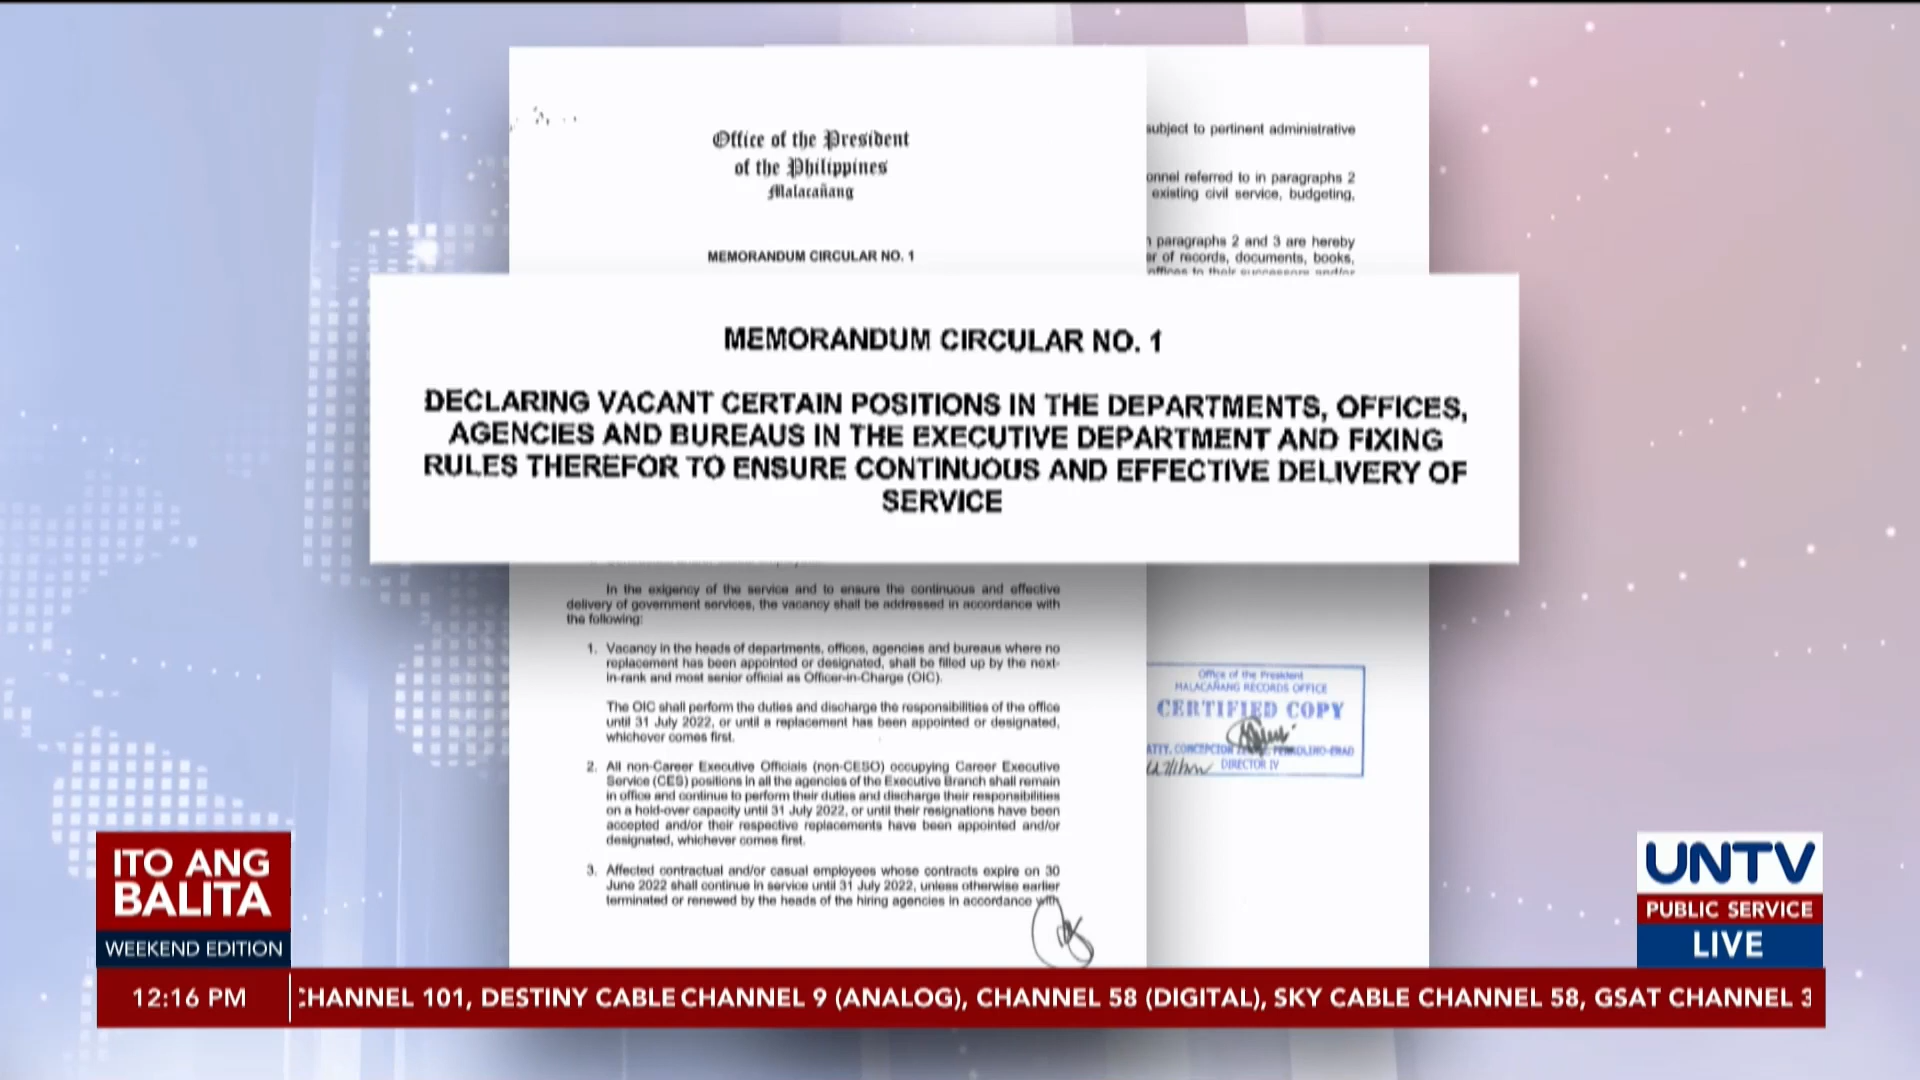 Office of the President
of the Philippines
Malacañang
MEMORANDUM CIRCULAR NO. 1
subject to pertinent administrative
onnel referred to in paragraphs 2
existing civil service, budgeting,
paragraphs 2 and 3 are hereby
er of records, documents, books,
offices to their successors and/or
MEMORANDUM CIRCULAR NO. 1
DECLARING VACANT CERTAIN POSITIONS IN THE DEPARTMENTS, OFFICES,
AGENCIES AND BUREAUS IN THE EXECUTIVE DEPARTMENT AND FIXING
RULES THEREFOR TO ENSURE CONTINUOUS AND EFFECTIVE DELIVERY OF
SERVICE
In the exigency of the service and to ensure the continuous and effective
delivery of government services, the vacancy shall be addressed in accordance with
the following:
1. Vacancy in the heads of departments, offices, agencies and bureaus where no
replacement has been appointed or designated, shall be filled up by the next-
in-rank and most senior official as Officer-in-Charge (OIC).
The OIC shall perform the duties and discharge the responsibilities of the office
until 31 July 2022, or until a replacement has been appointed or designated,
whichever comes first.
2. All non-Career Executive Officials (non-CESO) occupying Career Executive
Service (CES) positions in all the agencies of the Executive Branch shall remain
in office and continue to perform their duties and discharge their responsibilities
on a hold-over capacity until 31 July 2022, or until their resignations have been
accepted and/or their respective replacements have been appointed and/or
designated, whichever comes first.
3. Affected contractual and/or casual employees whose contracts expire on 30
June 2022 shall continue in service until 31 July 2022, unless otherwise earlier
terminated or renewed by the heads of the hiring agencies in accordance with
Office of the President
MALACAÑANG RECORDS OFFICE
CERTIFIED COPY
ATTY. CONCEPCION
DIRECTOR IV
ITO ANG
BALITA
WEEKEND EDITION
UNTV
PUBLIC SERVICE
LIVE
12:16 PM
CHANNEL 101, DESTINY CABLE CHANNEL 9 (ANALOG), CHANNEL 58 (DIGITAL), SKY CABLE CHANNEL 58, GSAT CHANNEL 3